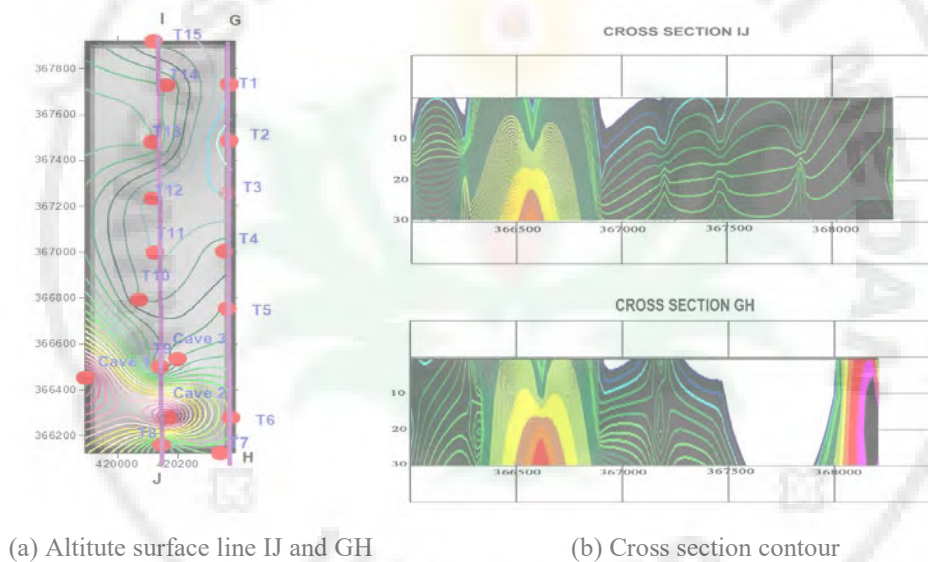 I G
T15
367800
T14 T1
367600
T13 T2
367400
T3
T12
367200
T11 T4
367000
T10
366800
T5
Cave 3
366600
T9
Cave
366400
Cave 2
T6
366200
T8
T7
420000 420200
H
J
CROSS SECTION IJ
10
20
30
366500 367000 367500 368000
CROSS SECTION GH
10
20
30
366500 367000 367500 368000
(a) Altitute surface line IJ and GH
(b) Cross section contour